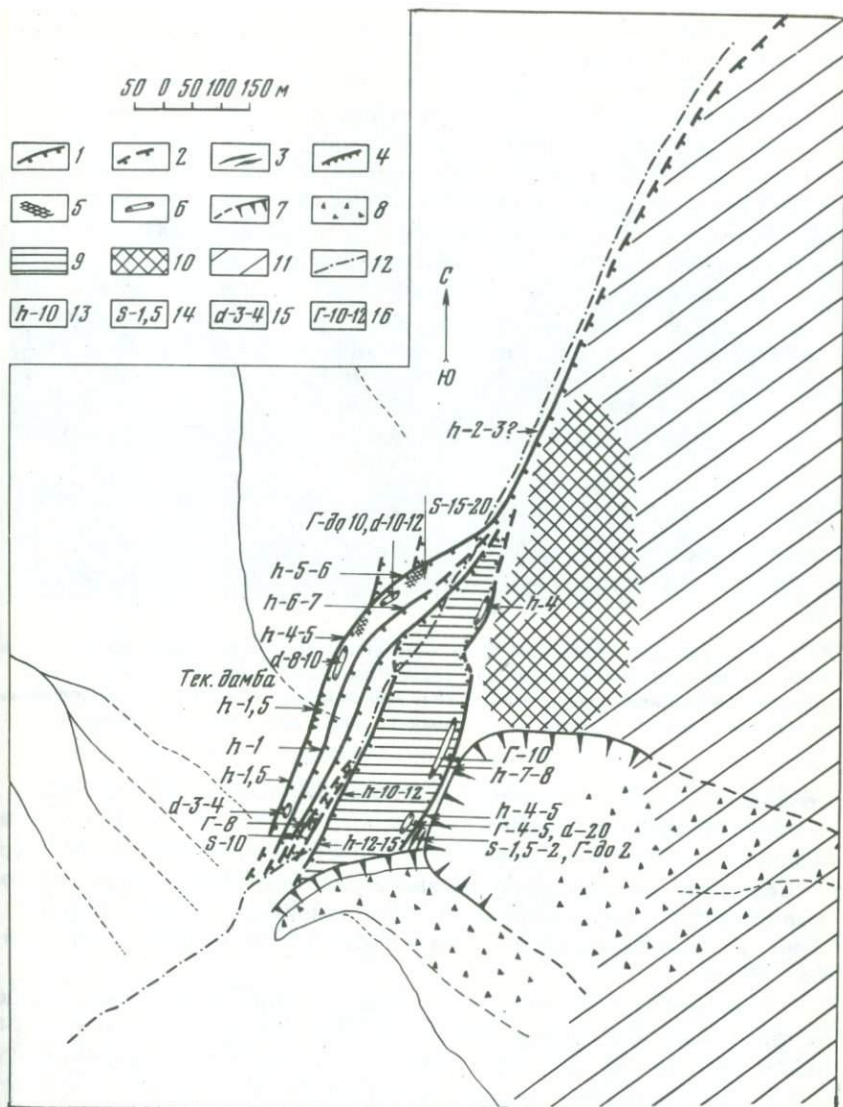 50 0 50 100 150 м
1 2 3 4
5 6 7 8
9 10 11 12
h-10 13 s-1,5 14 d-3-4 15 Г-10-12 16
С
Ю
h-2-3?
s-15-20
Г-до 10, d-10-12
h-5-6
h-6-7
h-4
h-4-5
d-8-10
Тек. дамба
h-1,5
h-1
Г-10
h-7-8
h-1,5
h-10-12
d-3-4
h-4-5
Г-8
Г-4-5, d-20
s-10
h-12-15
s-1,5-2, Г-до 2